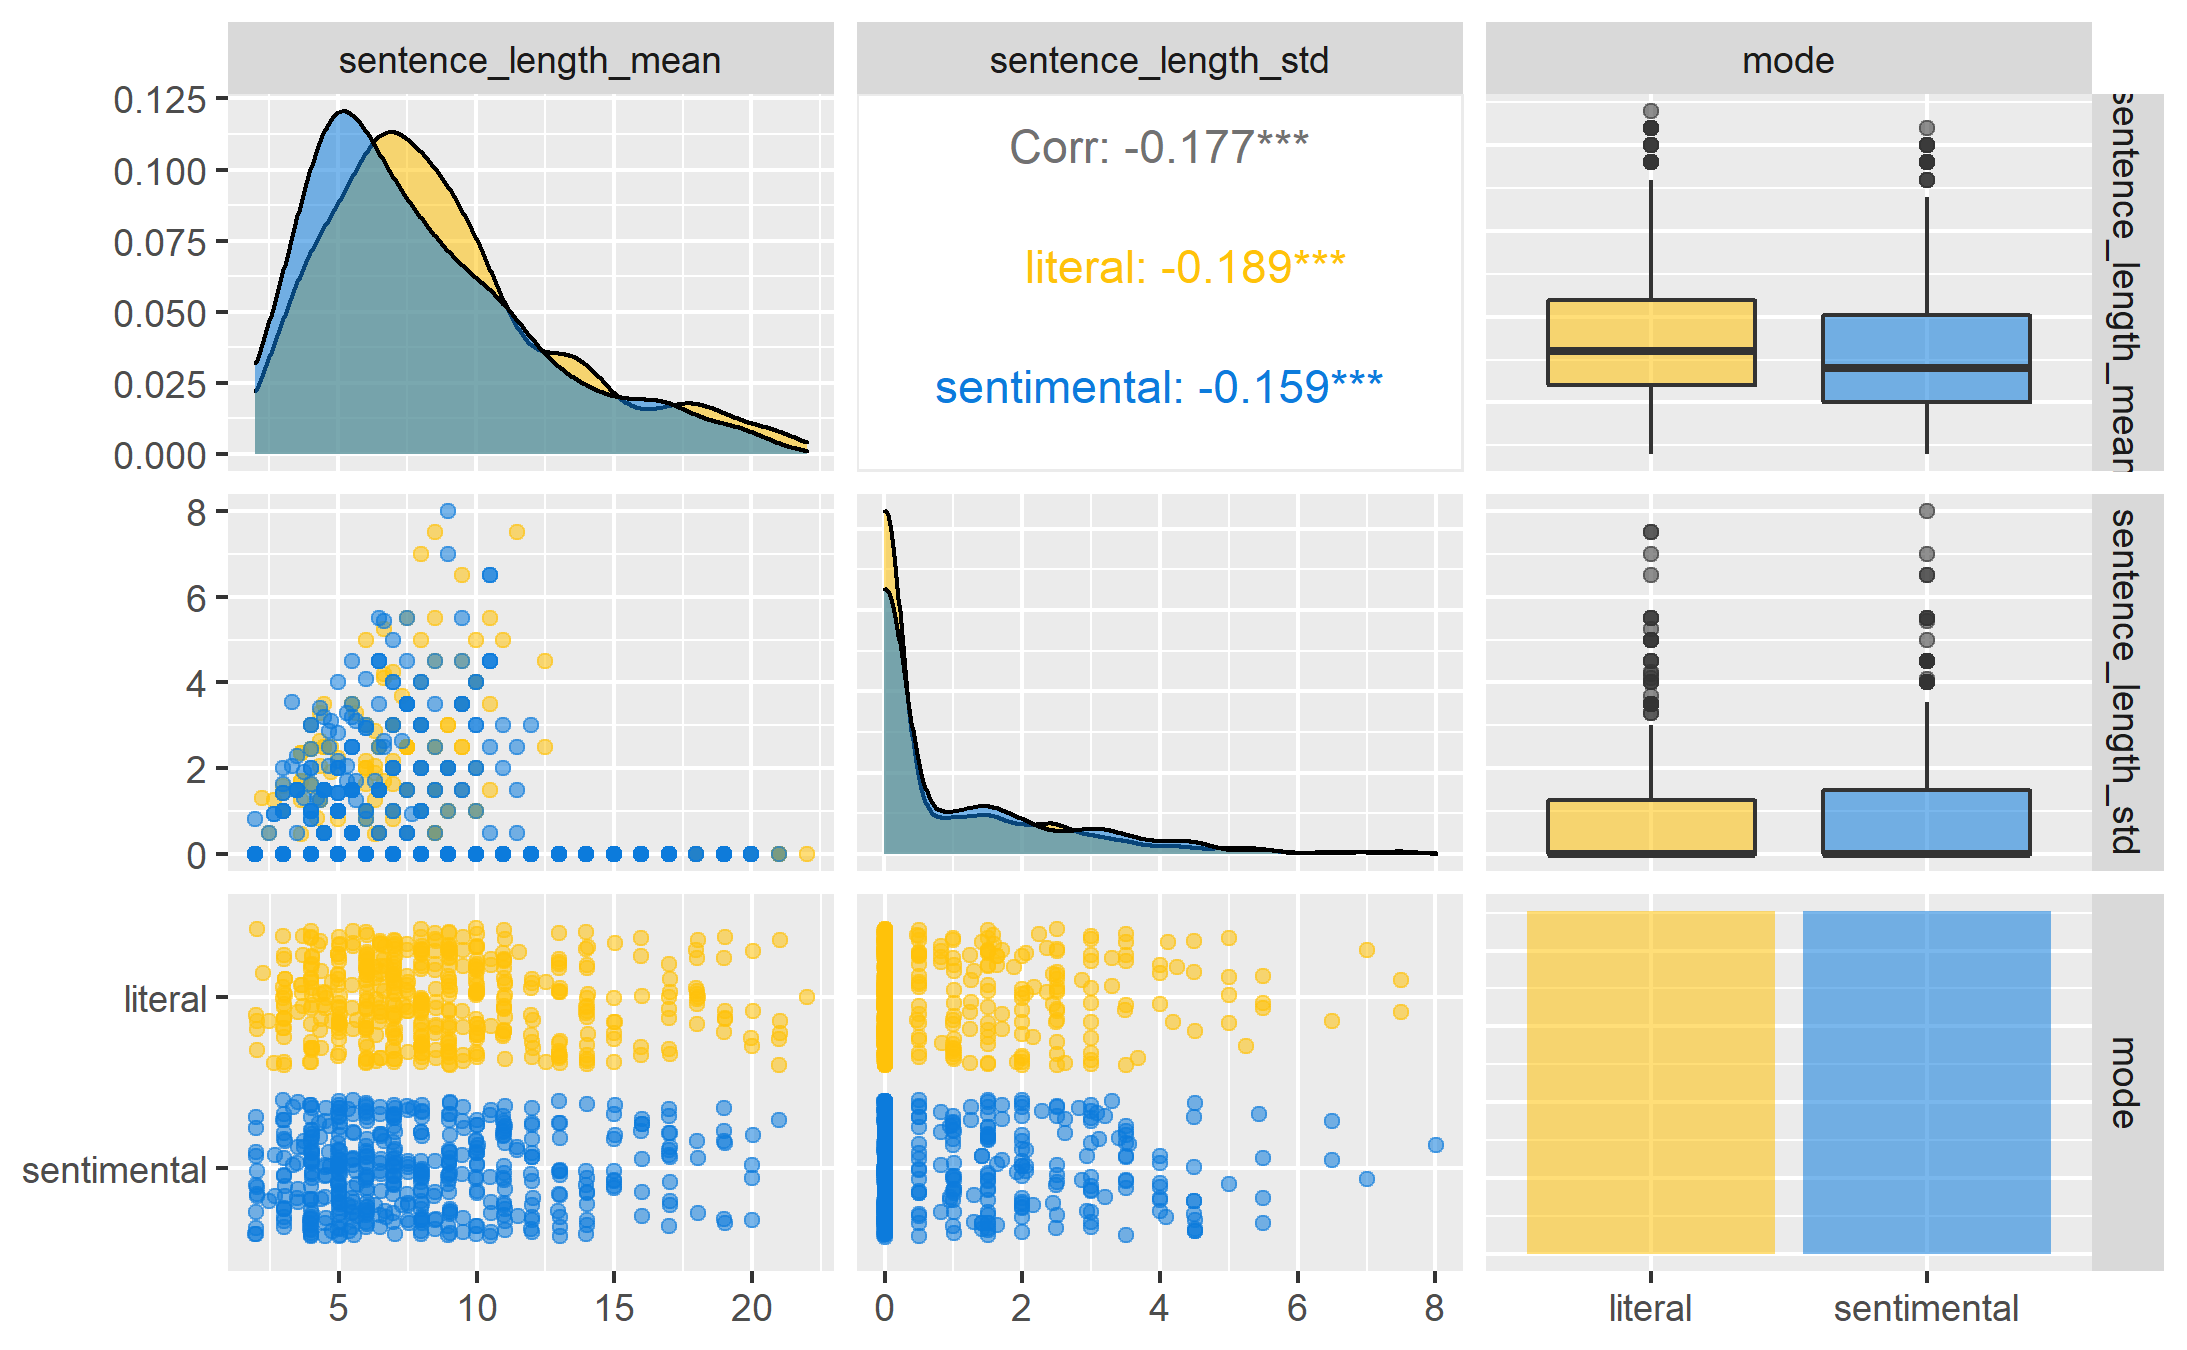 sentence_length_mean
sentence_length_std
mode
0.125
0.100
0.075
0.050
0.025
0.000
Corr: -0.177***
literal: -0.189***
sentimental: -0.159***
sentence_length_mean
8
6
4
2
0
sentence_length_std
literal
sentimental
mode
5
10
15
20
0
2
4
6
8
literal
sentimental